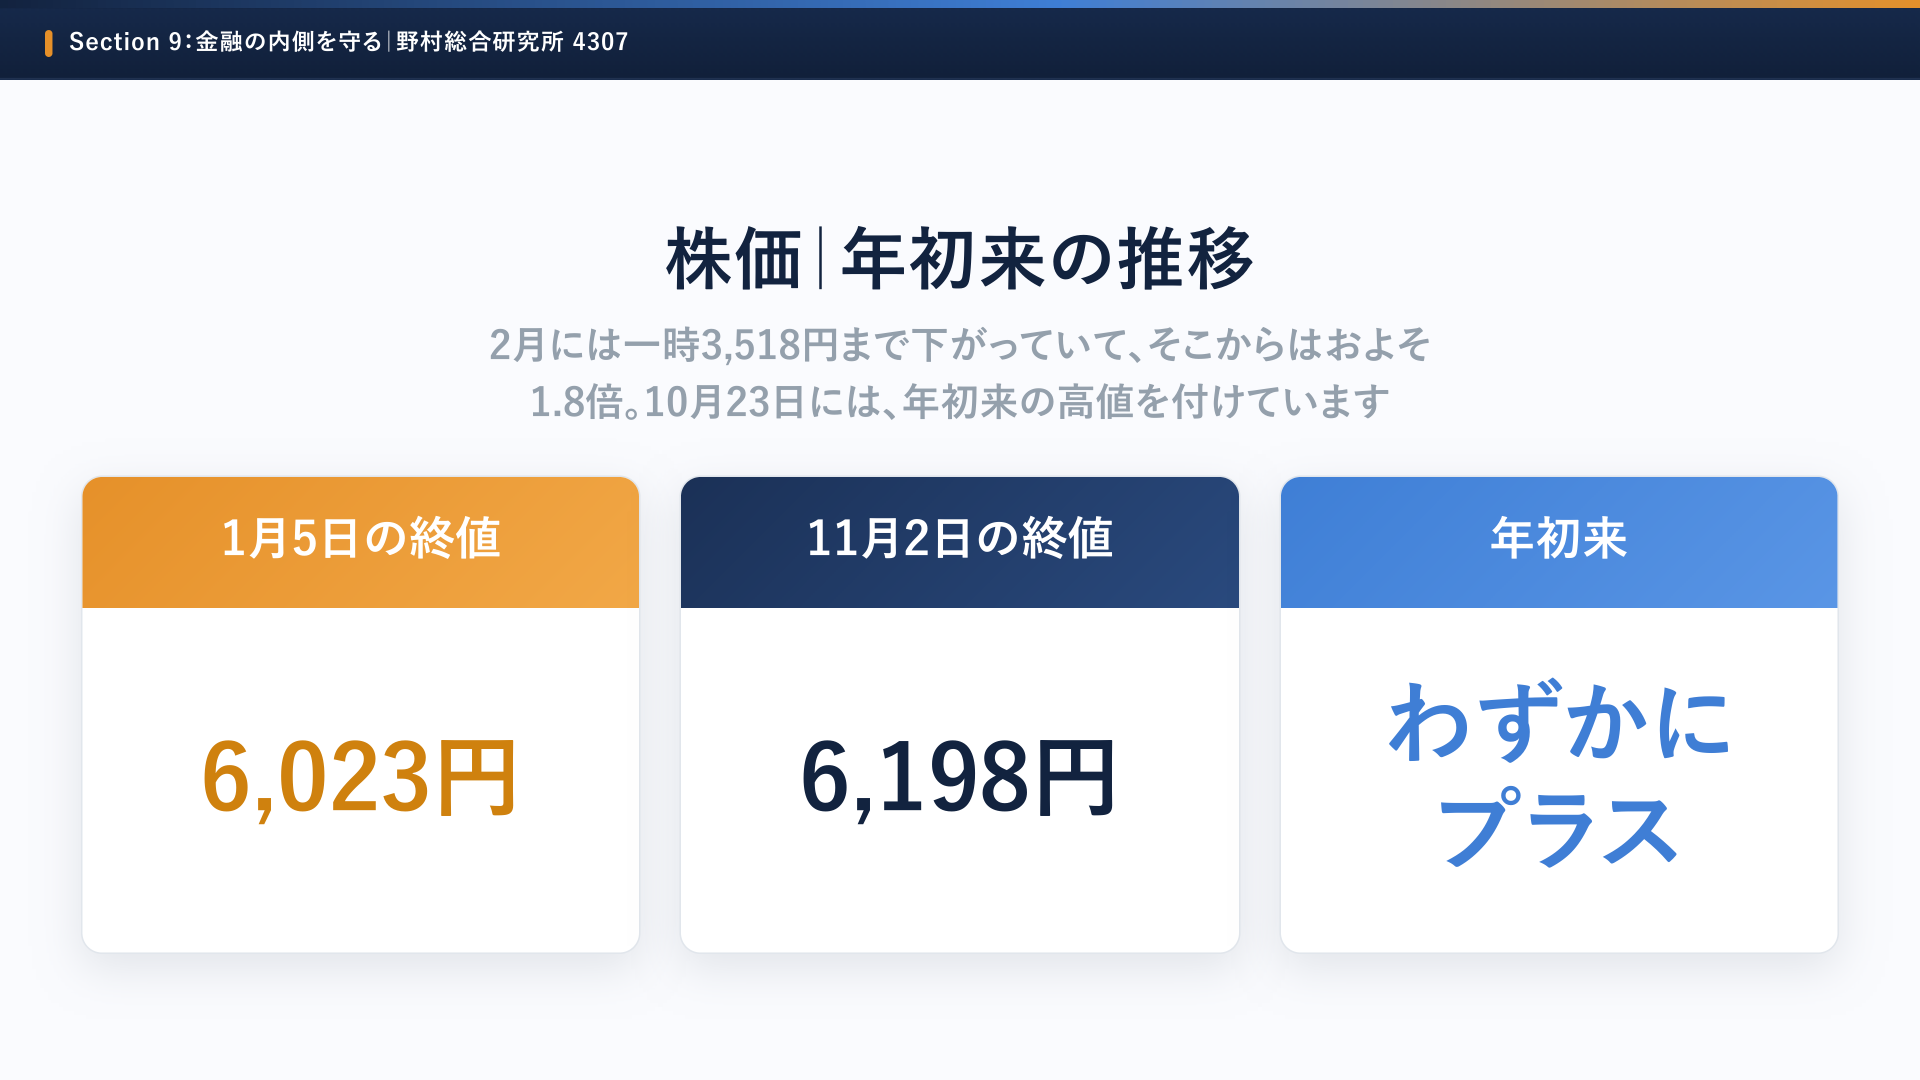 Section 9：金融の内側を守る｜野村総合研究所 4307
株価｜年初来の推移
2月には一時3,518円まで下がっていて、そこからはおよそ
1.8倍。10月23日には、年初来の高値を付けています
1月5日の終値
6,023円
11月2日の終値
6,198円
年初来
わずかに
プラス